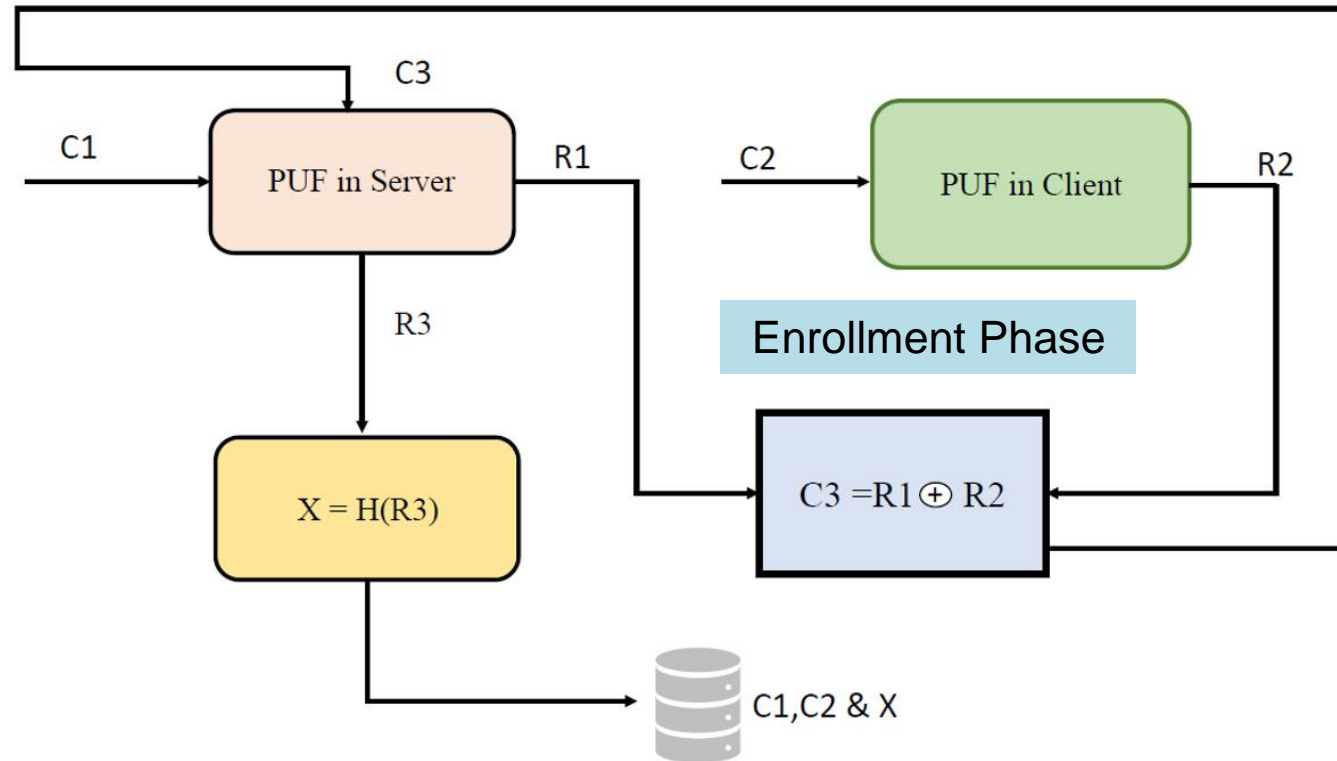 C3
C1
PUF in Server
R1
C2
PUF in Client
R2
R3
Enrollment Phase
X = H(R3)
C3 =R1 ⊕ R2
C1,C2 & X